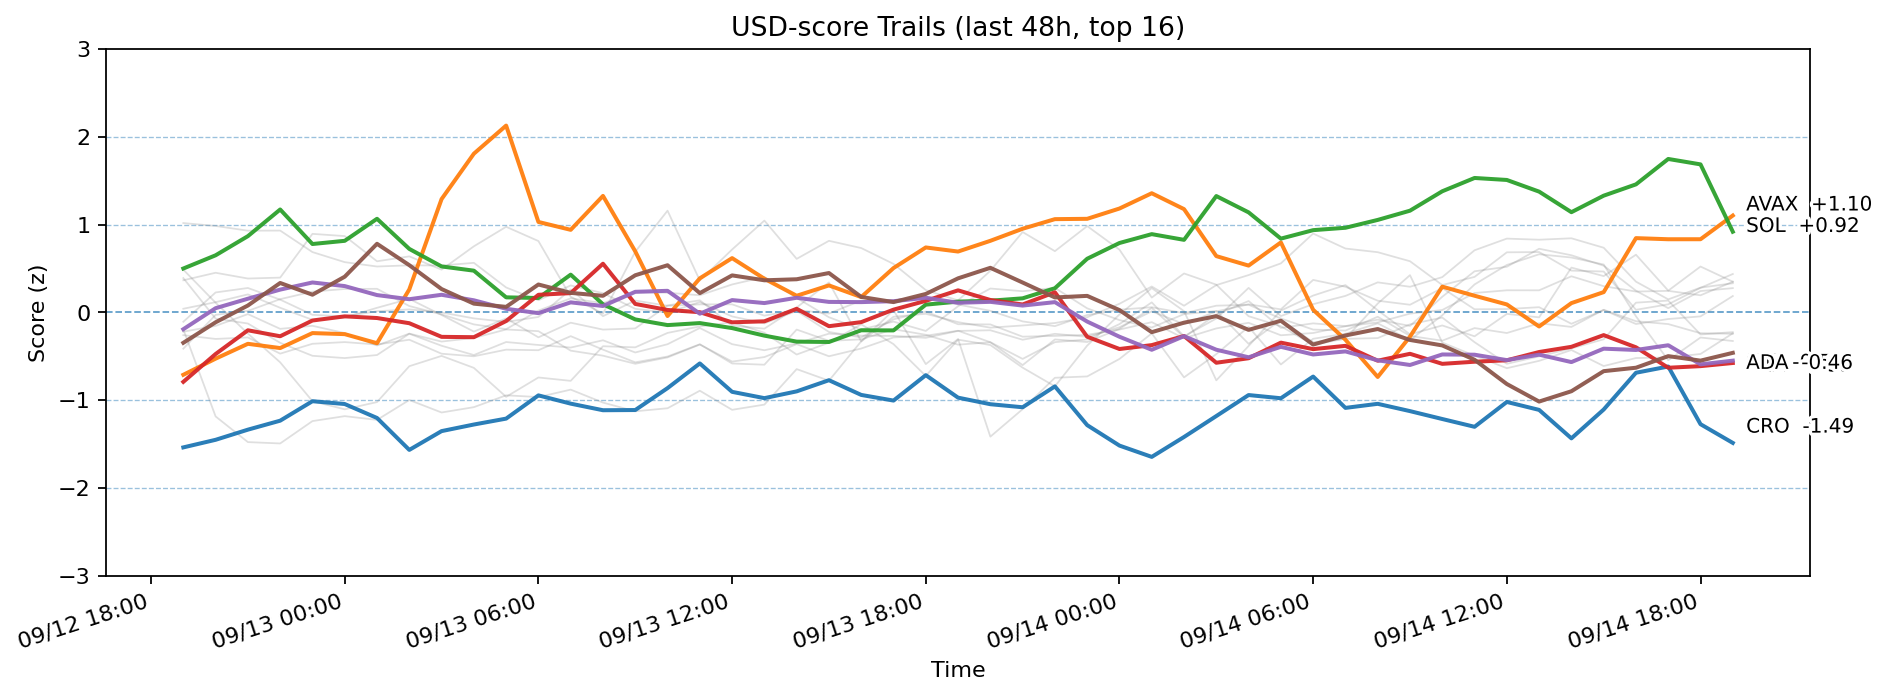 USD-score Trails (last 48h, top 16)
Score (z)
3
2
1
0
−1
−2
−3
AVAX +1.10
SOL +0.92
ADA -0.46
CRO -1.49
09/12 18:00
09/13 00:00
09/13 06:00
09/13 12:00
09/13 18:00
09/14 00:00
09/14 06:00
09/14 12:00
09/14 18:00
Time